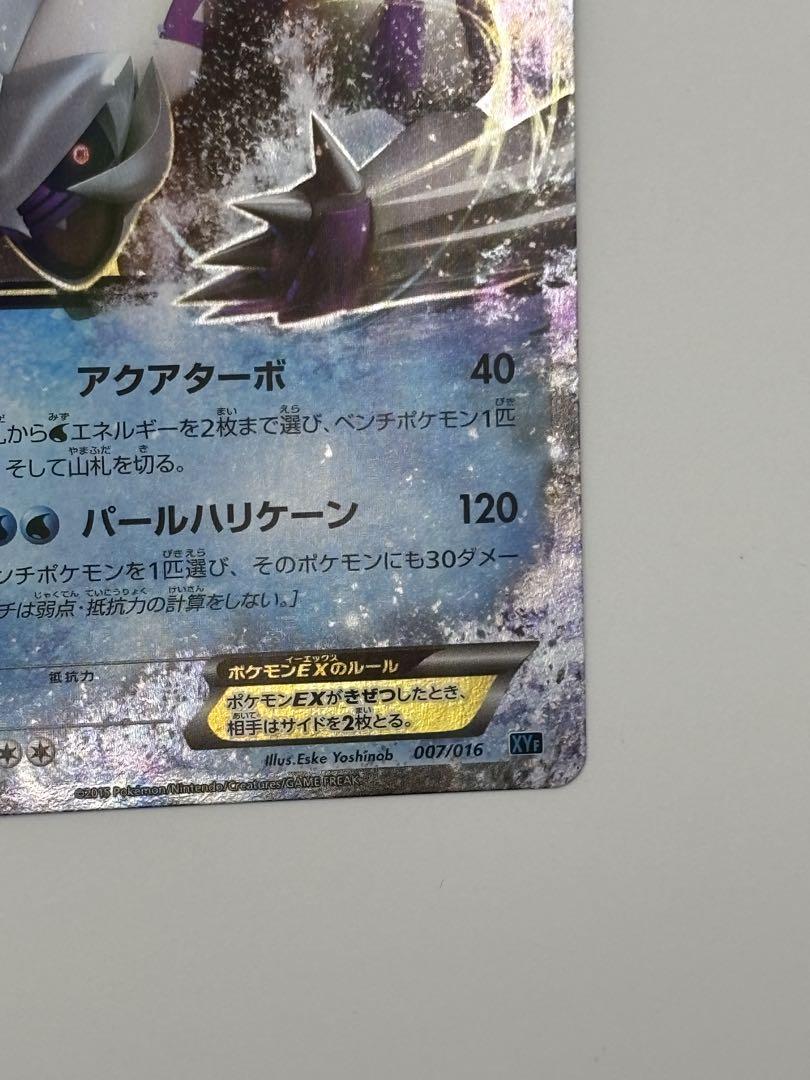 アクアターボ 40
から エネルギーを2枚まで選び、ベンチポケモン1匹
そして山札を切る。
パールハリケーン 120
ンチポケモンを1匹選び、そのポケモンにも30ダメー
チは弱点・抵抗力の計算をしない。]
抵抗力
ポケモンEXのルール
ポケモンEXがきぜつしたとき、
相手はサイドを2枚とる。
Illus.Eske Yoshinob 007/016 XY F
©2015 Pokémon/Nintendo/Creatures/GAME FREAK